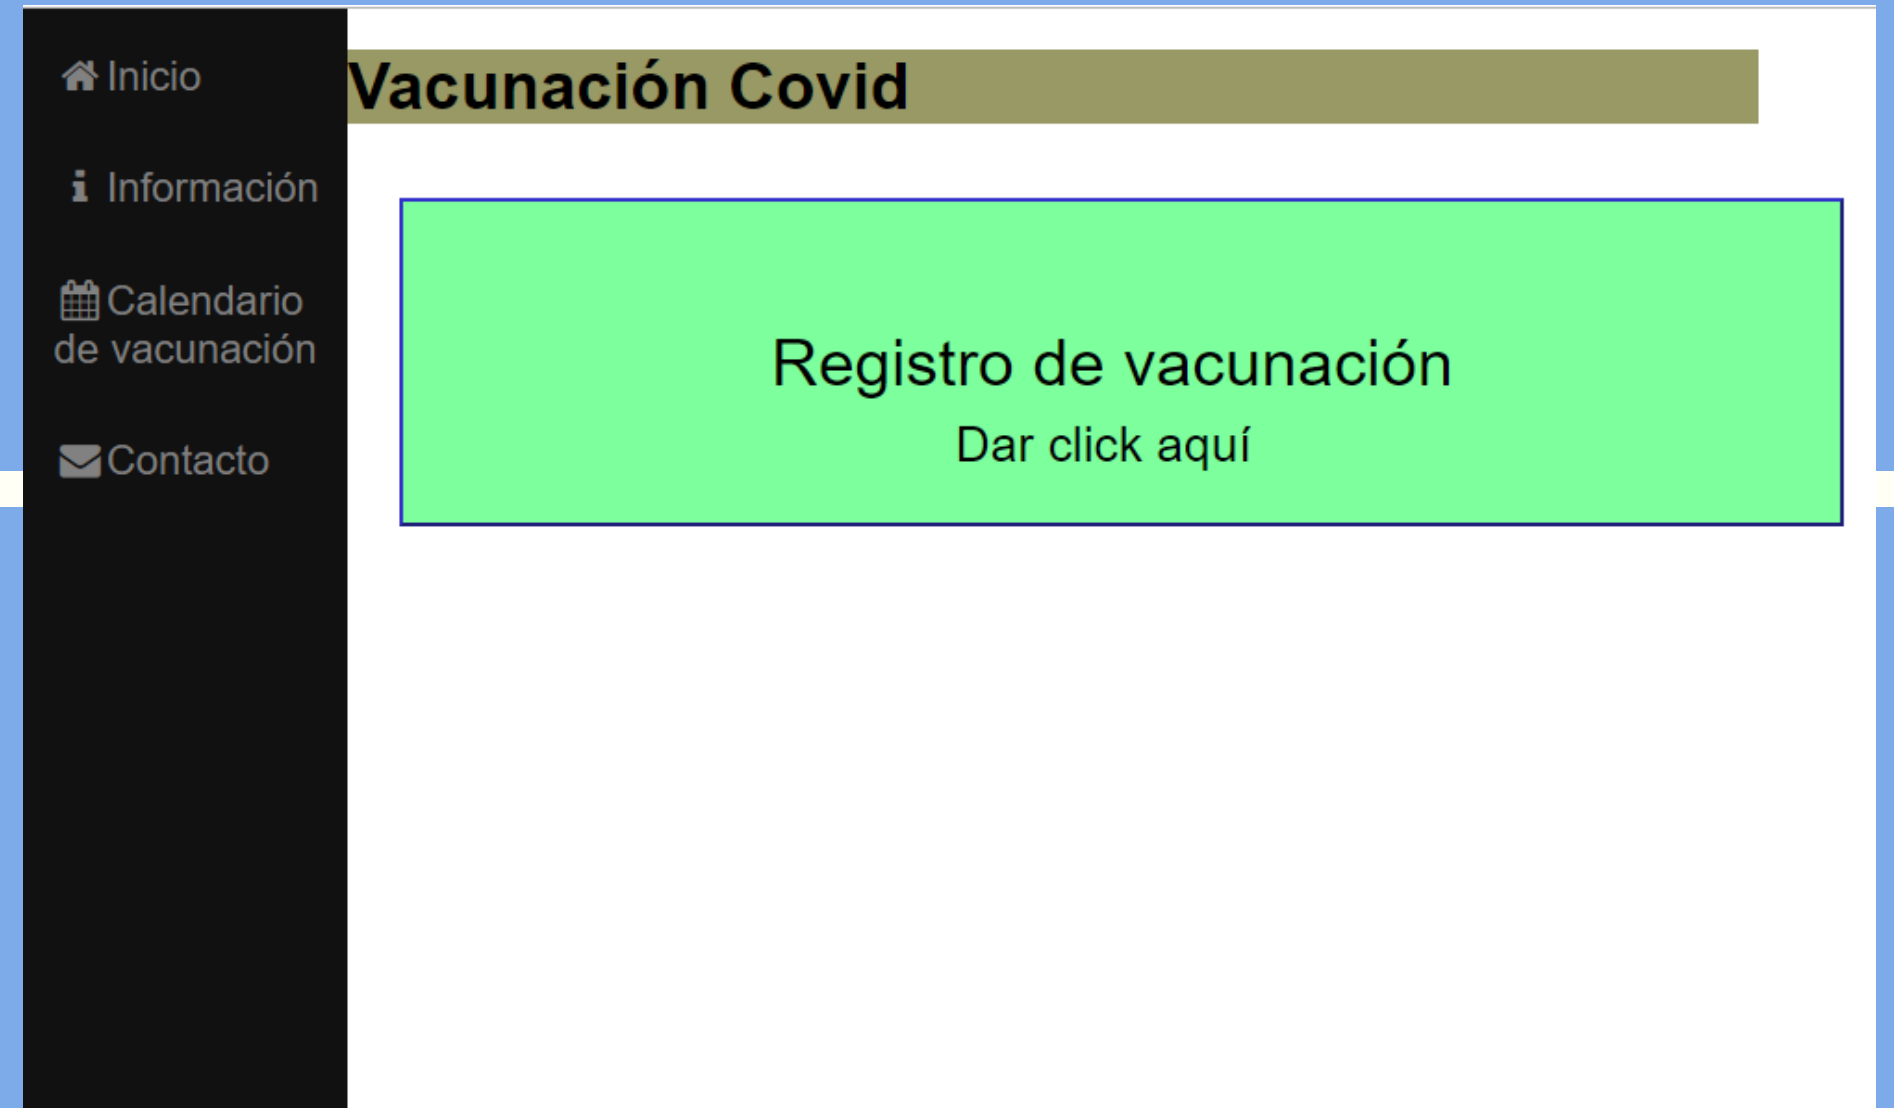 Inicio
Información
Calendario
de vacunación
Contacto
Vacunación Covid
Registro de vacunación
Dar click aquí